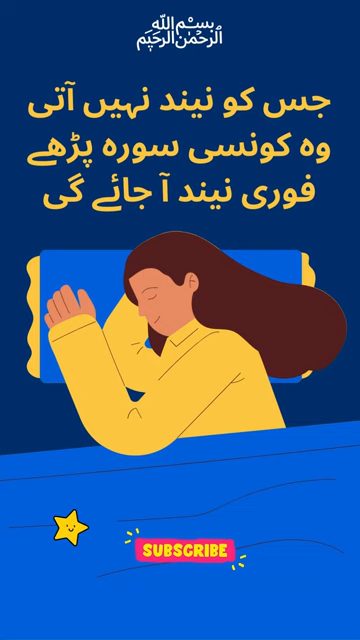 بسم الله
الرحمن الرحيم
جس کو نیند نہیں آتی
وہ کونسی سورہ پڑھے
فوری نیند آ جائے گی
SUBSCRIBE